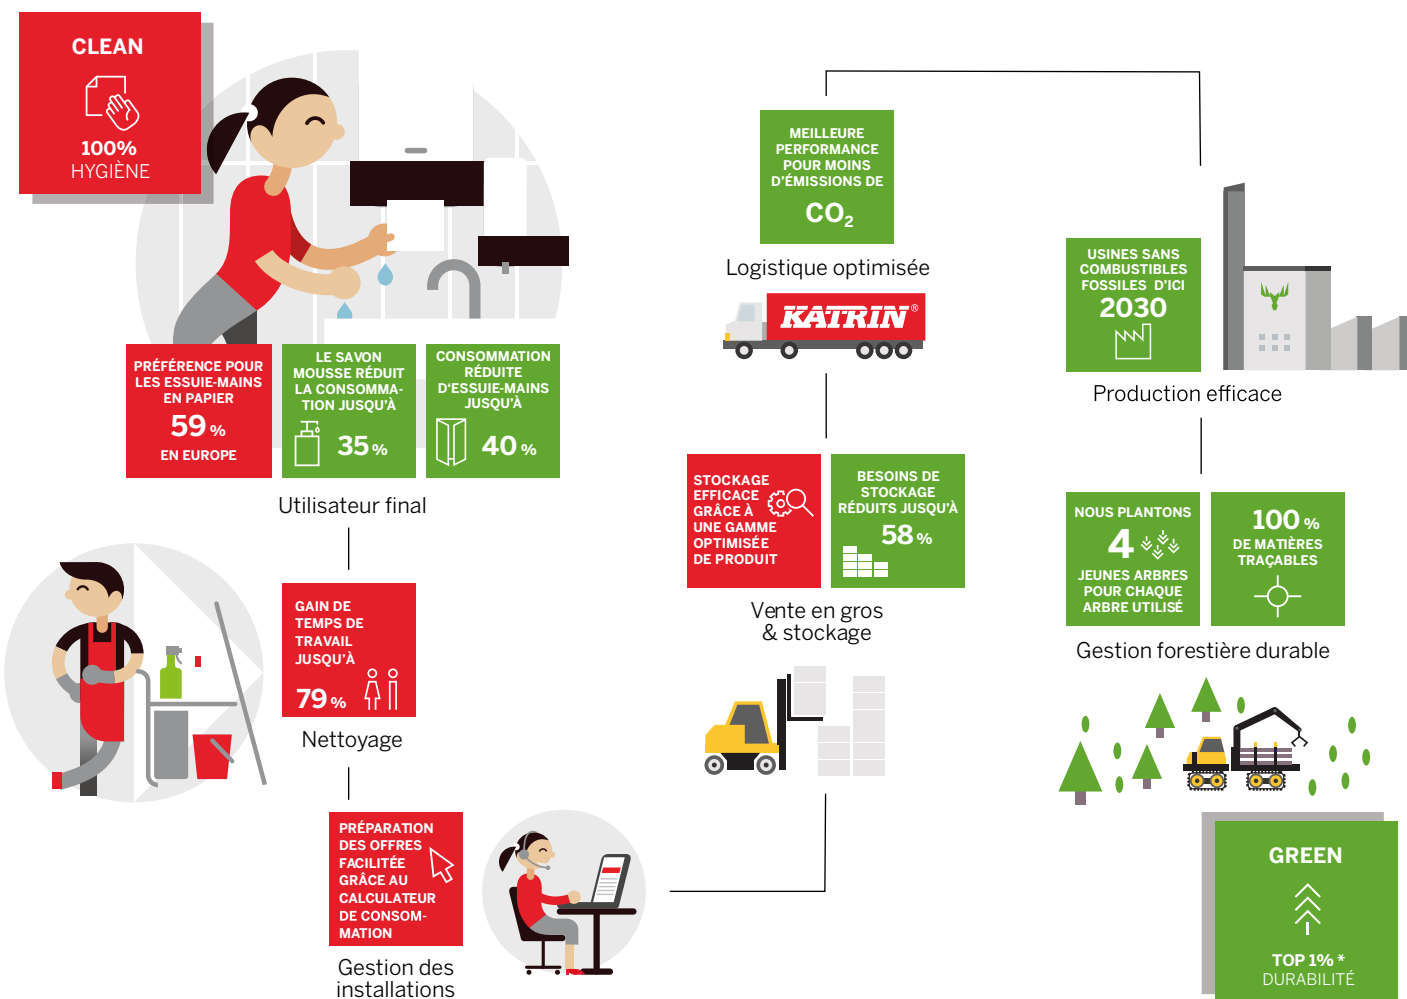 CLEAN
100%
HYGIÈNE
PRÉFÉRENCE POUR
LES ESSUIE-MAINS
EN PAPIER
59 %
EN EUROPE
LE SAVON
MOUSSE RÉDUIT
LA CONSOMMA-
TION JUSQU'À
35 %
CONSOMMATION
RÉDUITE
D'ESSUIE-MAINS
JUSQU'À
40 %
Utilisateur final
GAIN DE
TEMPS DE
TRAVAIL
JUSQU'À
79 %
Nettoyage
PRÉPARATION
DES OFFRES
FACILITÉE
GRÂCE AU
CALCULATEUR
DE CONSOM-
MATION
Gestion des
installations
MEILLEURE
PERFORMANCE
POUR MOINS
D'ÉMISSIONS DE
CO₂
Logistique optimisée
KATRIN®
STOCKAGE
EFFICACE
GRÂCE À
UNE GAMME
OPTIMISÉE
DE PRODUIT
BESOINS DE
STOCKAGE
RÉDUITS JUSQU'À
58 %
Vente en gros
& stockage
USINES SANS
COMBUSTIBLES
FOSSILES D'ICI
2030
Production efficace
NOUS PLANTONS
4
JEUNES ARBRES
POUR CHAQUE
ARBRE UTILISÉ
100 %
DE MATIÈRES
TRAÇABLES
Gestion forestière durable
GREEN
TOP 1% *
DURABILITÉ